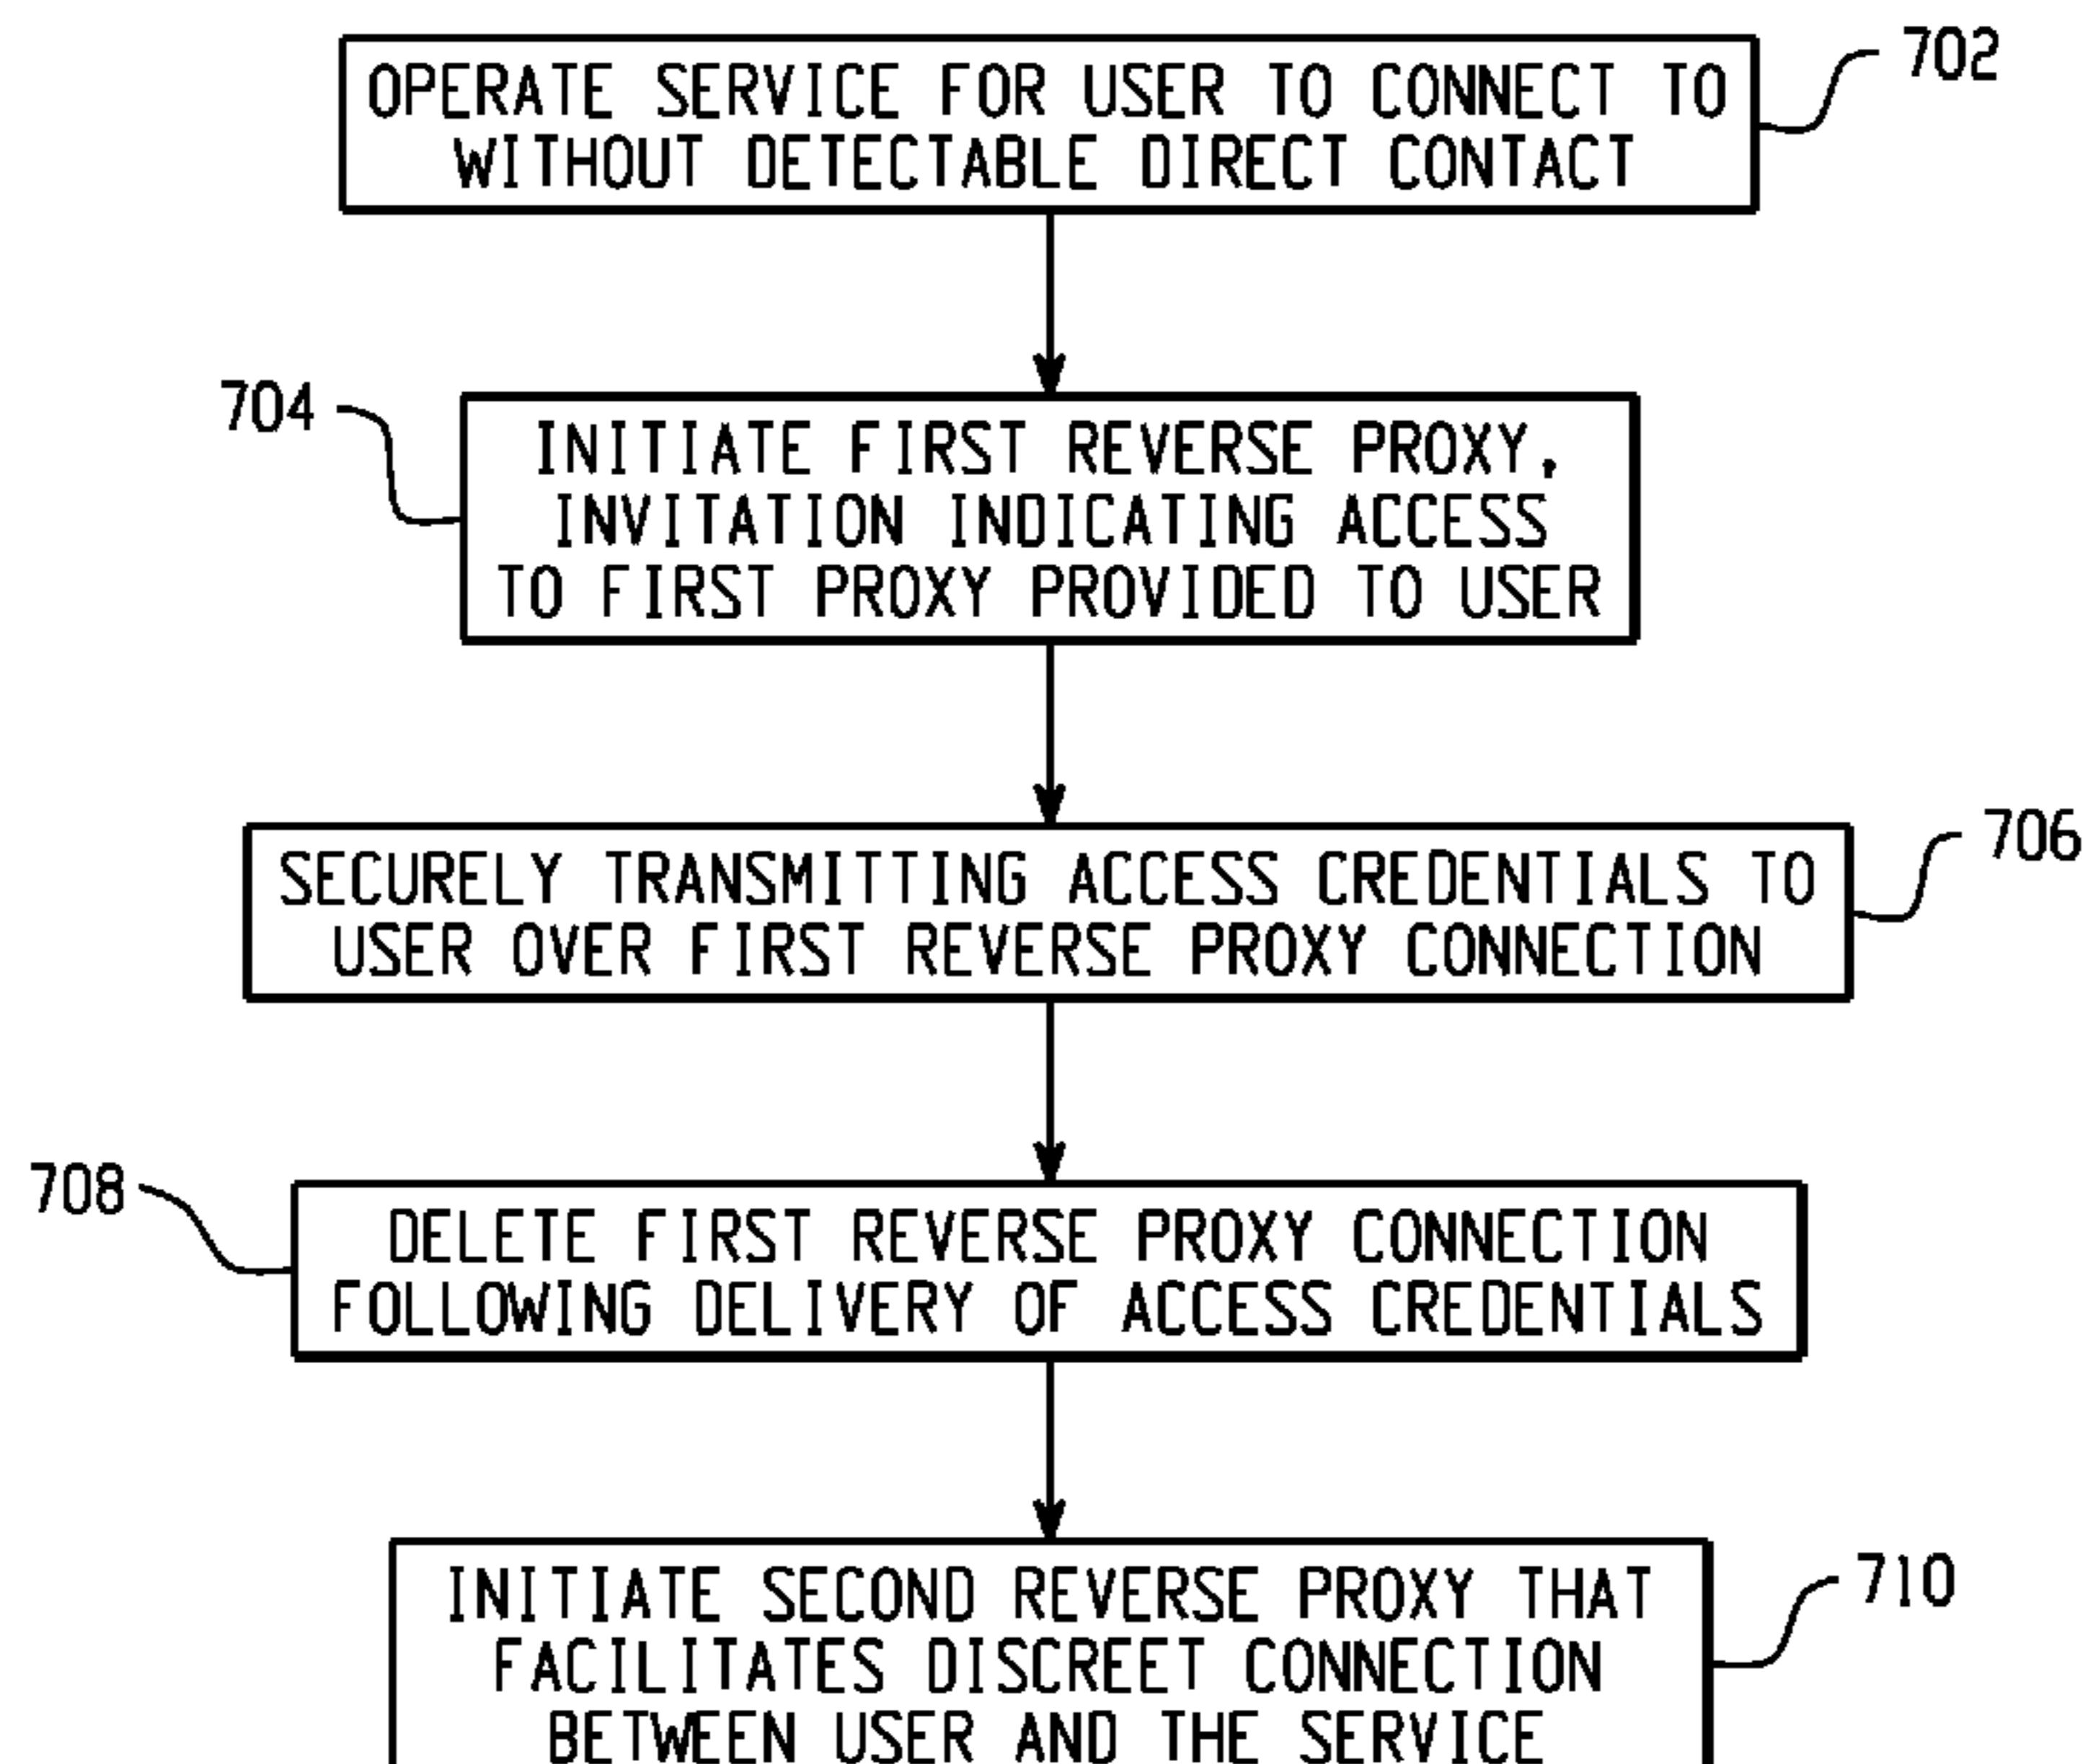 702
OPERATE SERVICE FOR USER TO CONNECT TO
WITHOUT DETECTABLE DIRECT CONTACT
704
INITIATE FIRST REVERSE PROXY,
INVITATION INDICATING ACCESS
TO FIRST PROXY PROVIDED TO USER
706
SECURELY TRANSMITTING ACCESS CREDENTIALS TO
USER OVER FIRST REVERSE PROXY CONNECTION
708
DELETE FIRST REVERSE PROXY CONNECTION
FOLLOWING DELIVERY OF ACCESS CREDENTIALS
710
INITIATE SECOND REVERSE PROXY THAT
FACILITATES DISCREET CONNECTION
BETWEEN USER AND THE SERVICE